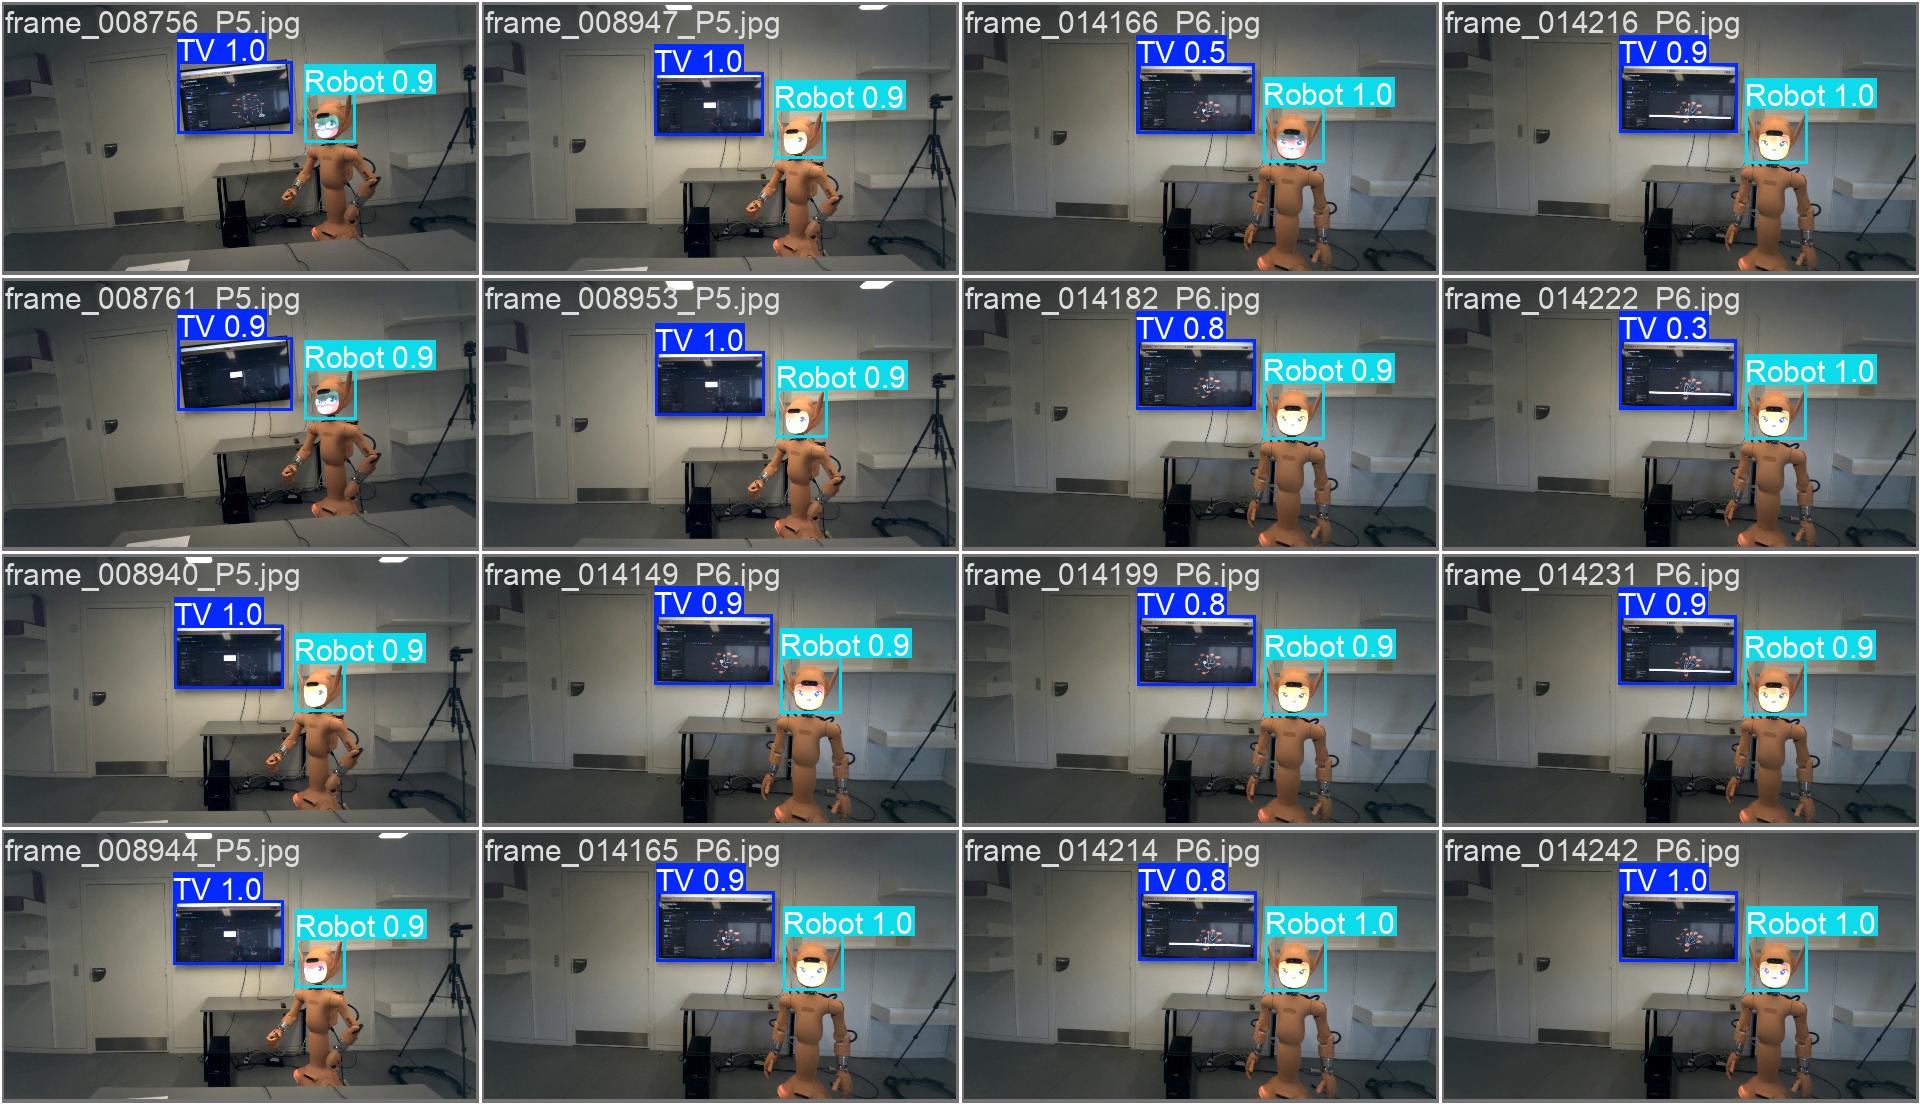 frame_008756_P5.jpg
TV 1.0
Robot 0.9
frame_008947_P5.jpg
TV 1.0
Robot 0.9
frame_014166_P6.jpg
TV 0.5
Robot 1.0
frame_014216_P6.jpg
TV 0.9
Robot 1.0
frame_008761_P5.jpg
TV 0.9
Robot 0.9
frame_008953_P5.jpg
TV 1.0
Robot 0.9
frame_014182_P6.jpg
TV 0.8
Robot 0.9
frame_014222_P6.jpg
TV 0.3
Robot 1.0
frame_008940_P5.jpg
TV 1.0
Robot 0.9
frame_014149_P6.jpg
TV 0.9
Robot 0.9
frame_014199_P6.jpg
TV 0.8
Robot 0.9
frame_014231_P6.jpg
TV 0.9
Robot 0.9
frame_008944_P5.jpg
TV 1.0
Robot 0.9
frame_014165_P6.jpg
TV 0.9
Robot 1.0
frame_014214_P6.jpg
TV 0.8
Robot 1.0
frame_014242_P6.jpg
TV 1.0
Robot 1.0